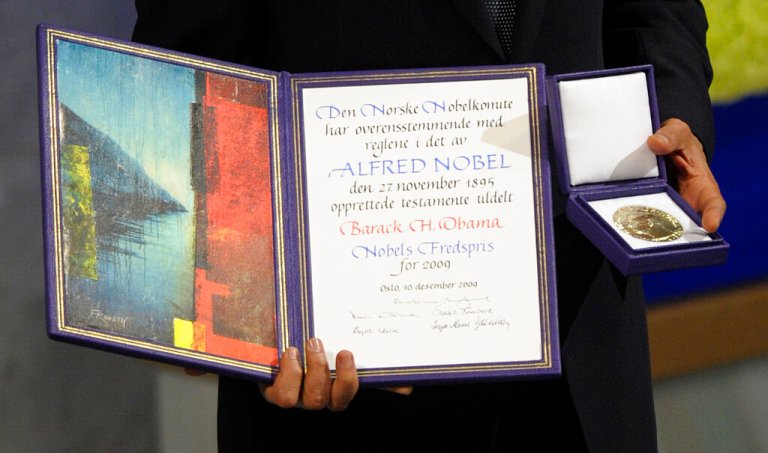 Den Norske Nobelkomite
har overensstemmende med
reglene i det av
ALFRED NOBEL
den 27. november 1895
opprettede testamente tildelt
Barack H. Obama
Nobels Fredspris
for 2009
Oslo, 10. desember 2009